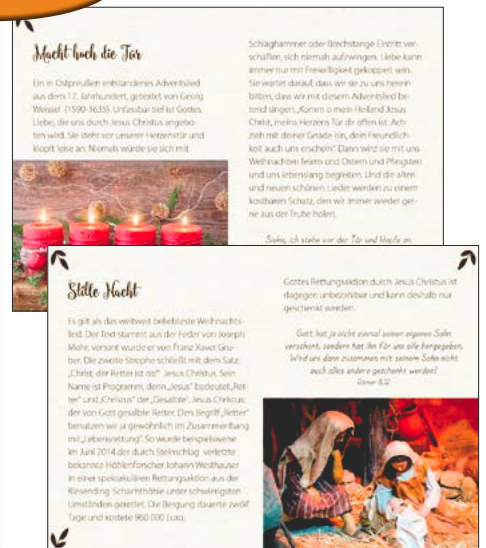 Macht hoch die Tür
Ein in Ostpreußen entstandenes Adventslied
aus dem 17. Jahrhundert, getextet von Georg
Weissel (1590-1635). Unfassbar tief ist Gottes
Liebe, die uns durch Jesus Christus angebo-
ten wird. Sie steht vor unserer Herzenstür und
klopft leise an. Niemals würde sie sich mit
Schlaghammer oder Brechstange Eintritt ver-
schaffen, sich niemals aufzwingen. Liebe kann
immer nur mit Freiwilligkeit gekoppelt sein.
Sie wartet darauf, dass wir sie zu uns herein-
bitten, dass wir mit diesem Adventslied be-
tend singen: „Komm o mein Heiland Jesus
Christ, meins Herzens Tür dir offen ist. Ach
zieh mit deiner Gnade ein, dein Freundlich-
keit auch uns erschein“. Dann wird sie mit uns
Weihnachten feiern und Ostern und Pfingsten
und uns lebenslang begleiten. Und die alten
und neuen schönen Lieder werden zu einem
kostbaren Schatz, den wir immer wieder ger-
ne aus der Truhe holen.
Siehe, ich stehe vor der Tür und klopfe an.
Stille Nacht
Es gilt als das weltweit beliebteste Weihnachts-
lied. Der Text stammt aus der Feder von Joseph
Mohr, vertont wurde er von Franz Xaver Gru-
ber. Die zweite Strophe schließt mit dem Satz:
„Christ, der Retter ist da!“ Jesus Christus. Sein
Name ist Programm, denn „Jesus“ bedeutet „Ret-
ter“ und „Christus“ der „Gesalbte“. Jesus Christus:
der von Gott gesalbte Retter. Den Begriff „Retter“
benutzen wir ja gewöhnlich im Zusammenhang
mit „Lebensrettung“. So wurde beispielsweise
im Juni 2014 der durch Steinschlag verletzte
bekannte Höhlenforscher Johann Westhauser
in einer spektakulären Rettungsaktion aus der
Riesending-Schachthöhle unter schwierigsten
Umständen gerettet. Die Bergung dauerte zwölf
Tage und kostete 960 000 Euro.
Gottes Rettungsaktion durch Jesus Christus ist
dagegen unbezahlbar und kann deshalb nur
geschenkt werden.
Gott hat ja nicht einmal seinen eigenen Sohn
verschont, sondern hat ihn für uns alle hergegeben.
Wird uns dann zusammen mit seinem Sohn nicht
auch alles andere geschenkt werden?
Römer 8,32